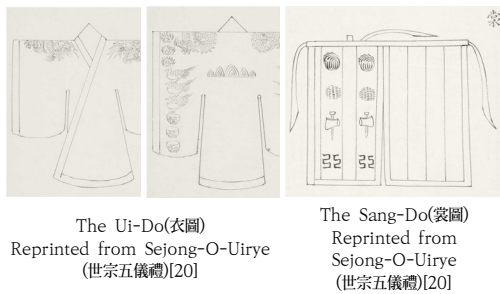 裳
The Ui-Do(衣圖)
Reprinted from Sejong-O-Uirye
(世宗五儀禮)[20]
The Sang-Do(裳圖)
Reprinted from
Sejong-O-Uirye
(世宗五儀禮)[20]